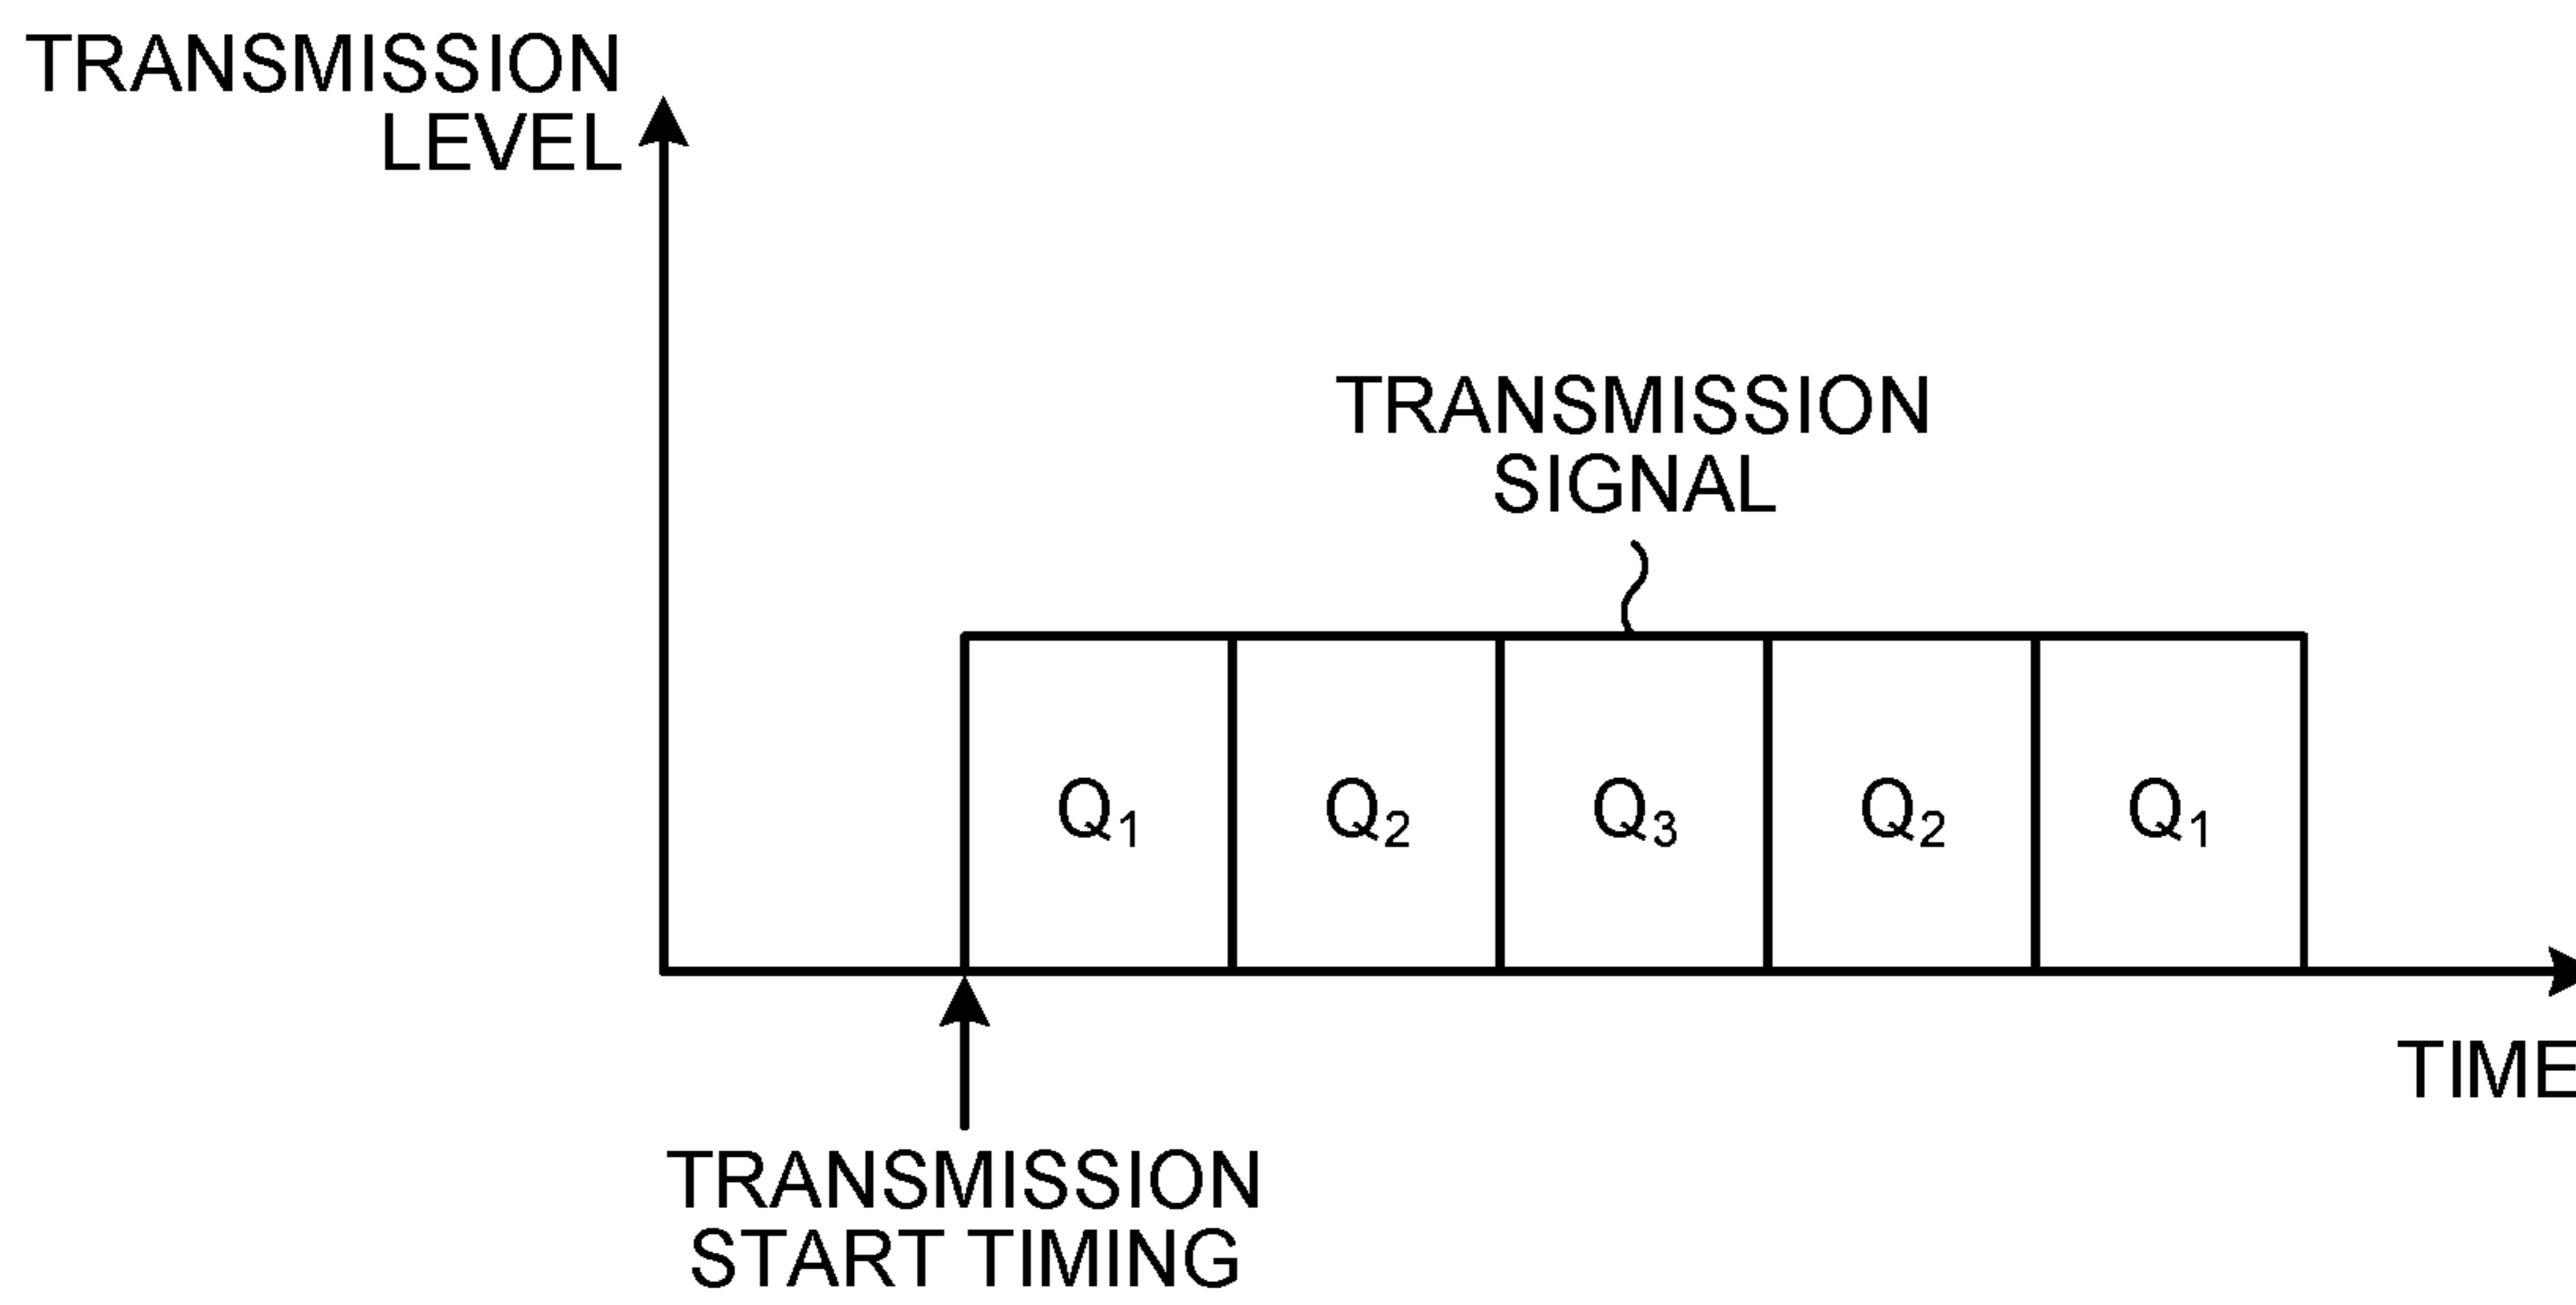 TRANSMISSION
LEVEL
TRANSMISSION
SIGNAL
Q₁ Q₂ Q₃ Q₂ Q₁
TIME
TRANSMISSION
START TIMING